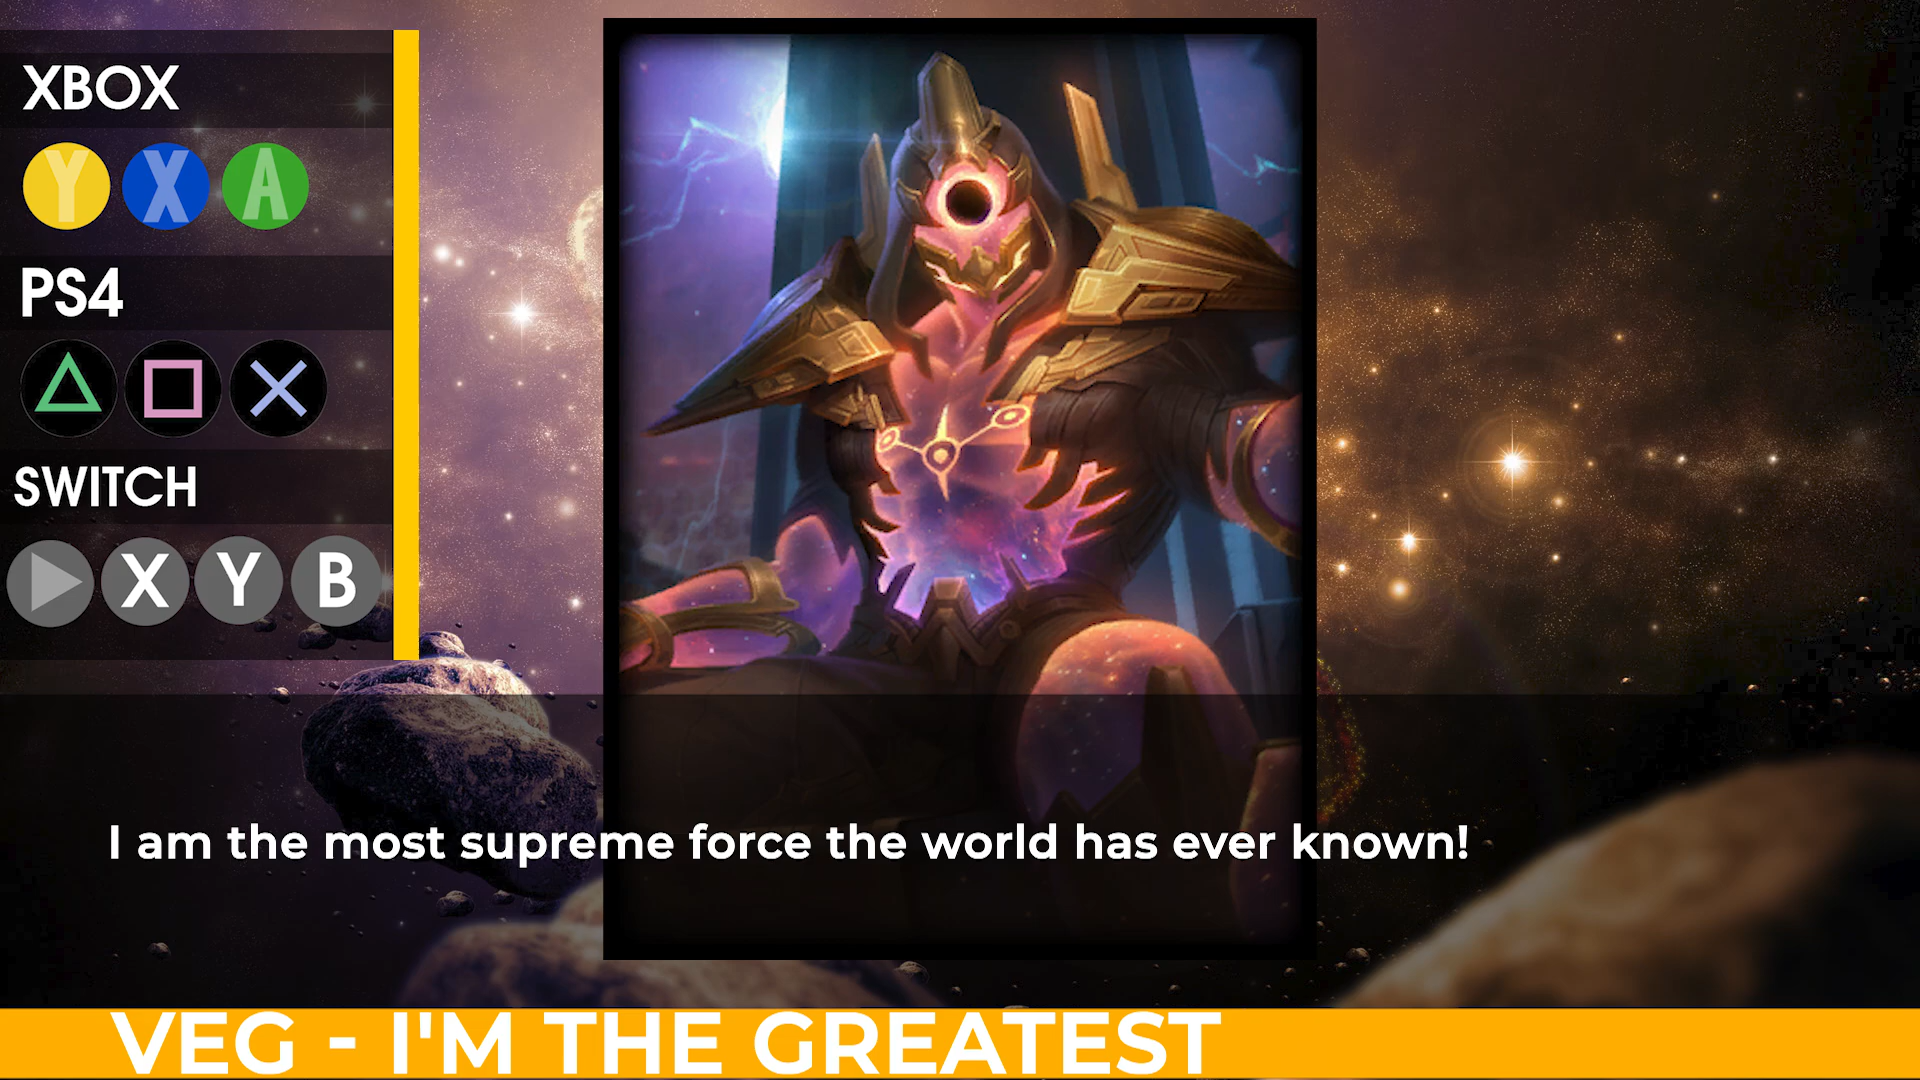 XBOX
Y X A
PS4
SWITCH
X Y B
I am the most supreme force the world has ever known!
VEG - I'M THE GREATEST